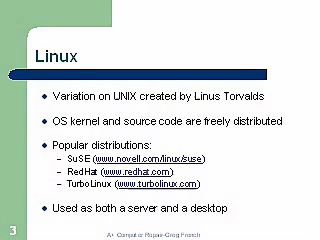 Linux
Variation on UNIX created by Linus Torvalds
OS kernel and source code are freely distributed
Popular distributions:
– SuSE (www.novell.com/linux/suse)
– RedHat (www.redhat.com)
– TurboLinux (www.turbolinux.com)
Used as both a server and a desktop
3
A+ Computer Repair-Greg French